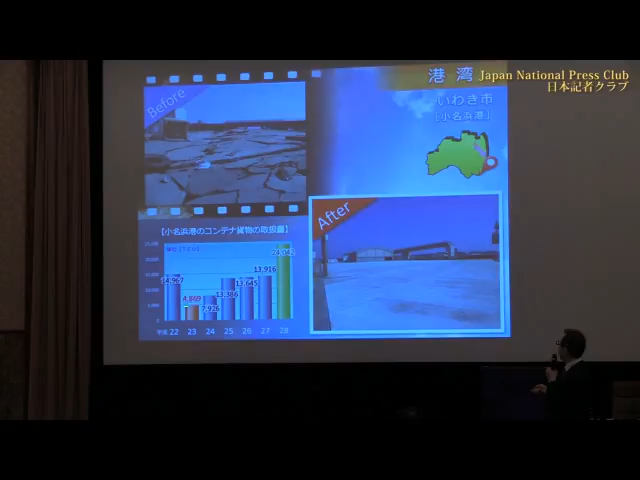 Japan National Press Club
日本記者クラブ
港湾
いわき市
[小名浜港]
Before
After
【小名浜港のコンテナ貨物の取扱量】
14,967
4,869
7,926
13,386
13,645
13,916
24,042
平成 22 23 24 25 26 27 28